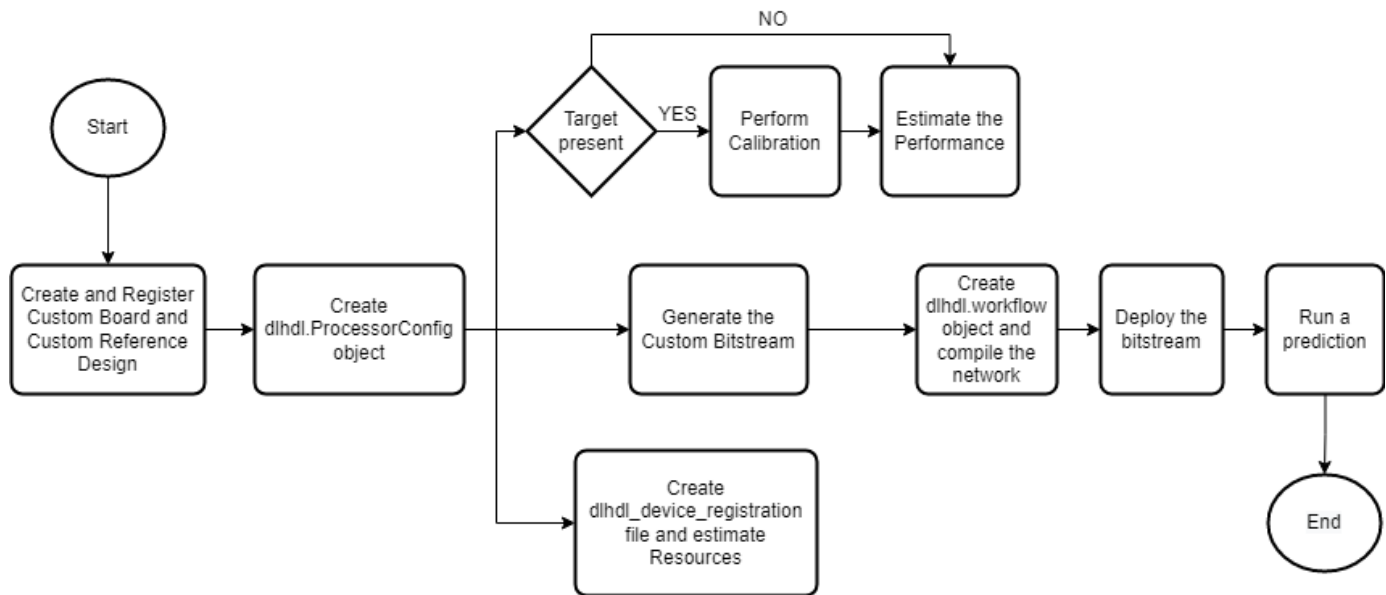 NO
Start
Target
present
YES
Perform
Calibration
Estimate the
Performance
Create and Register
Custom Board and
Custom Reference
Design
Create
dlhdl.ProcessorConfig
object
Generate the
Custom Bitstream
Create
dlhdl.workflow
object and
compile the
network
Deploy the
bitstream
Run a
prediction
Create
dlhdl_device_registration
file and estimate
Resources
End